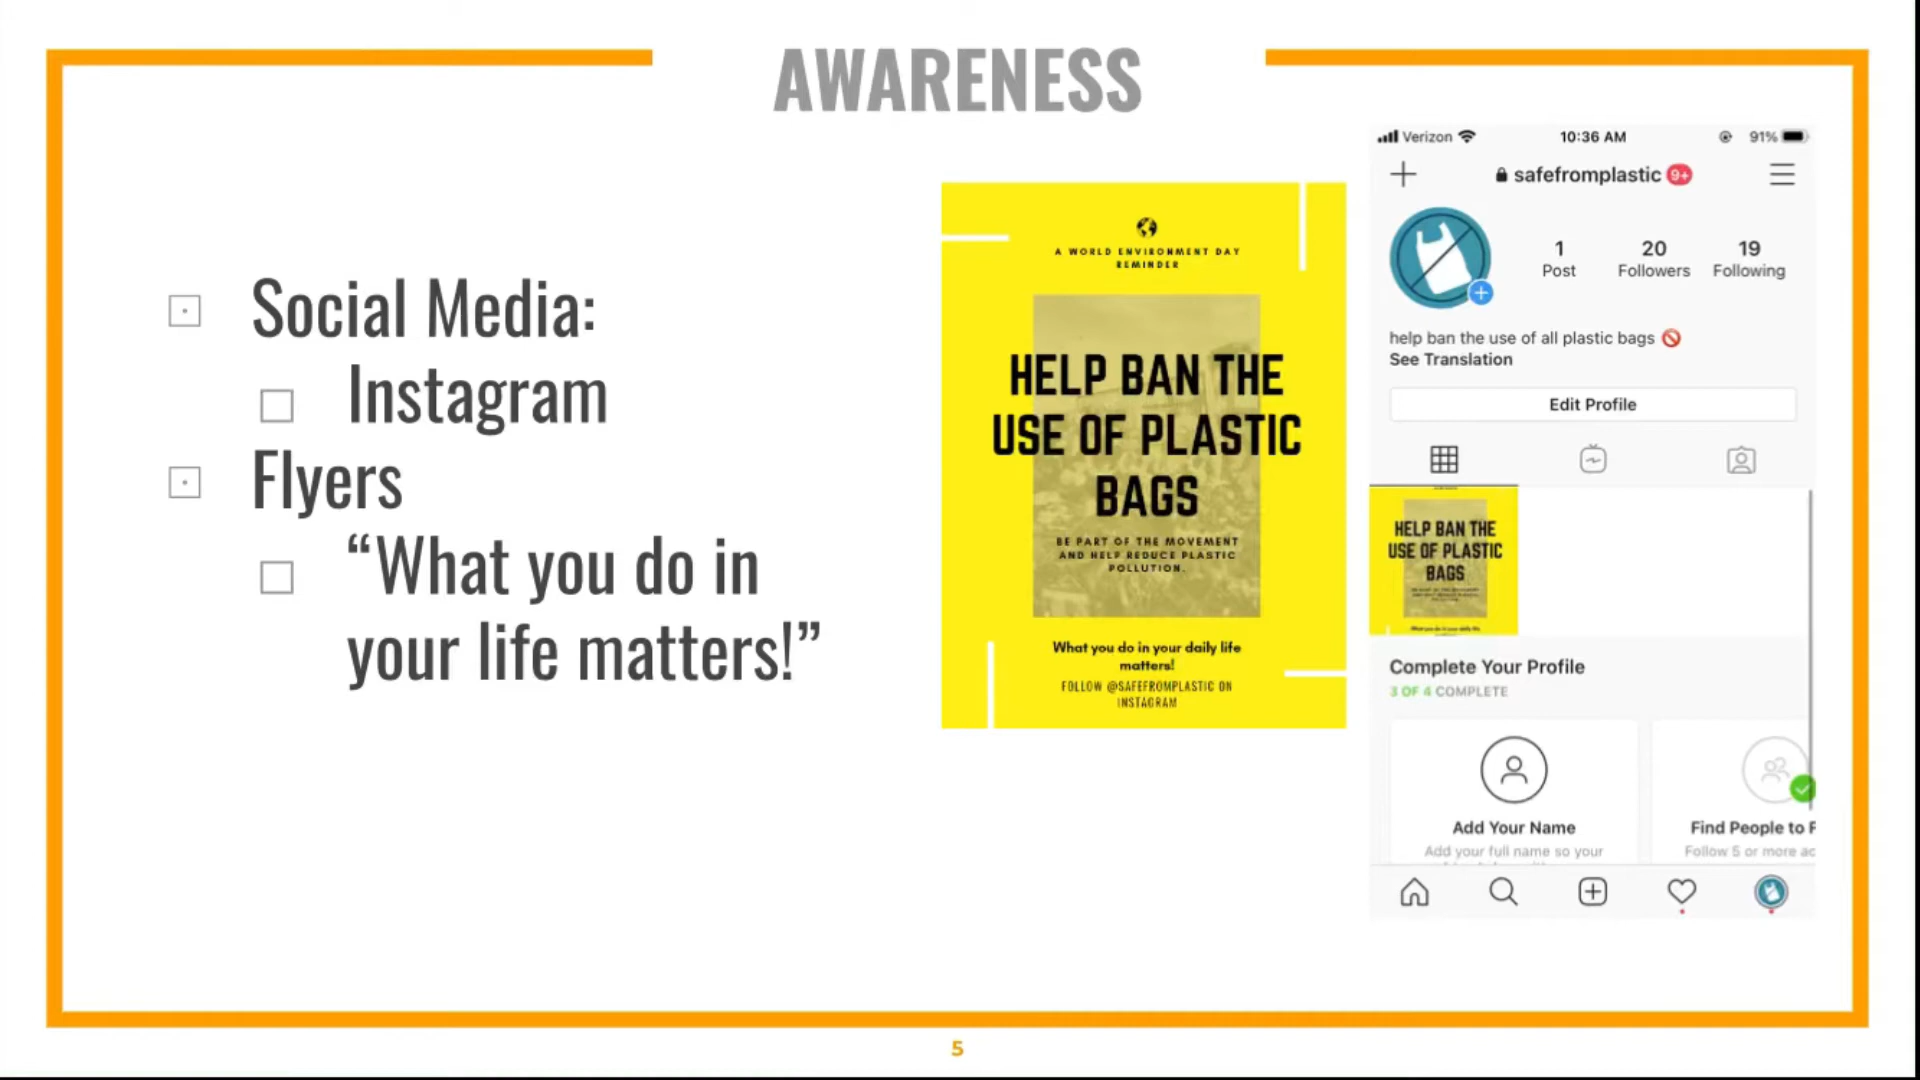 AWARENESS
Social Media:
Instagram
Flyers
“What you do in
your life matters!”
A WORLD ENVIRONMENT DAY
REMINDER
HELP BAN THE
USE OF PLASTIC
BAGS
BE PART OF THE MOVEMENT
AND HELP REDUCE PLASTIC
POLLUTION.
What you do in your daily life
matters!
FOLLOW @SAFEFROMPLASTIC ON
INSTAGRAM
Verizon 10:36 AM 91%
safefromplastic 9+
1 20 19
Post Followers Following
help ban the use of all plastic bags
See Translation
Edit Profile
HELP BAN THE
USE OF PLASTIC
BAGS
Complete Your Profile
3 OF 4 COMPLETE
Add Your Name Find People to F
Add your full name so your Follow 5 or more ac
5